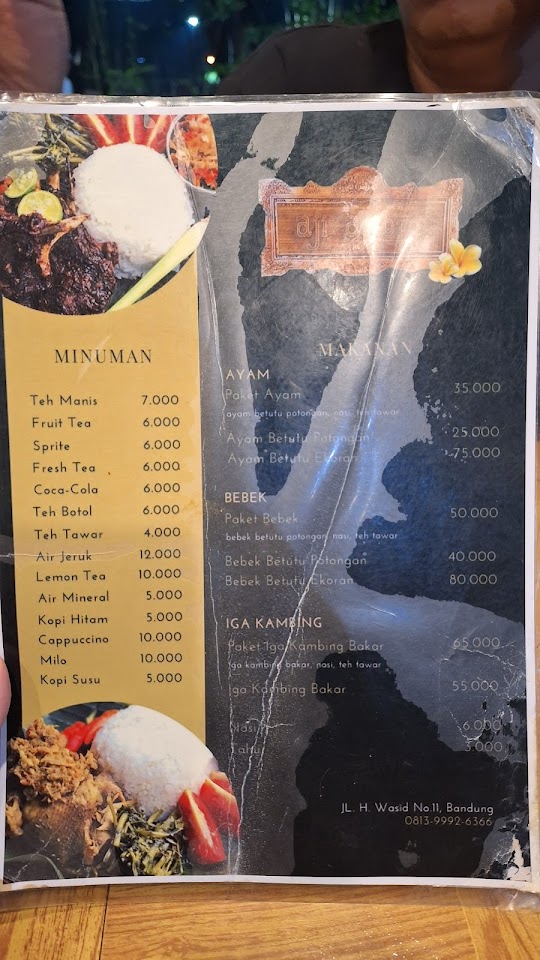 MINUMAN
Teh Manis 7.000
Fruit Tea 6.000
Sprite 6.000
Fresh Tea 6.000
Coca-Cola 6.000
Teh Botol 6.000
Teh Tawar 4.000
Air Jeruk 12.000
Lemon Tea 10.000
Air Mineral 5.000
Kopi Hitam 5.000
Cappuccino 10.000
Milo 10.000
Kopi Susu 5.000
aji
MAKANAN
AYAM
Paket Ayam 35.000
ayam betutu potongan, nasi, teh tawar
Ayam Betutu Potongan 25.000
Ayam Betutu Ekoran 75.000
BEBEK
Paket Bebek 50.000
bebek betutu potongan, nasi, teh tawar
Bebek Betutu Potongan 40.000
Bebek Betutu Ekoran 80.000
IGA KAMBING
Paket Iga Kambing Bakar 65.000
Iga kambing bakar, nasi, teh tawar
Iga Kambing Bakar 55.000
Nasi 6.000
Tahu 3.000
JL. H. Wasid No.11, Bandung
0813-9992-6366